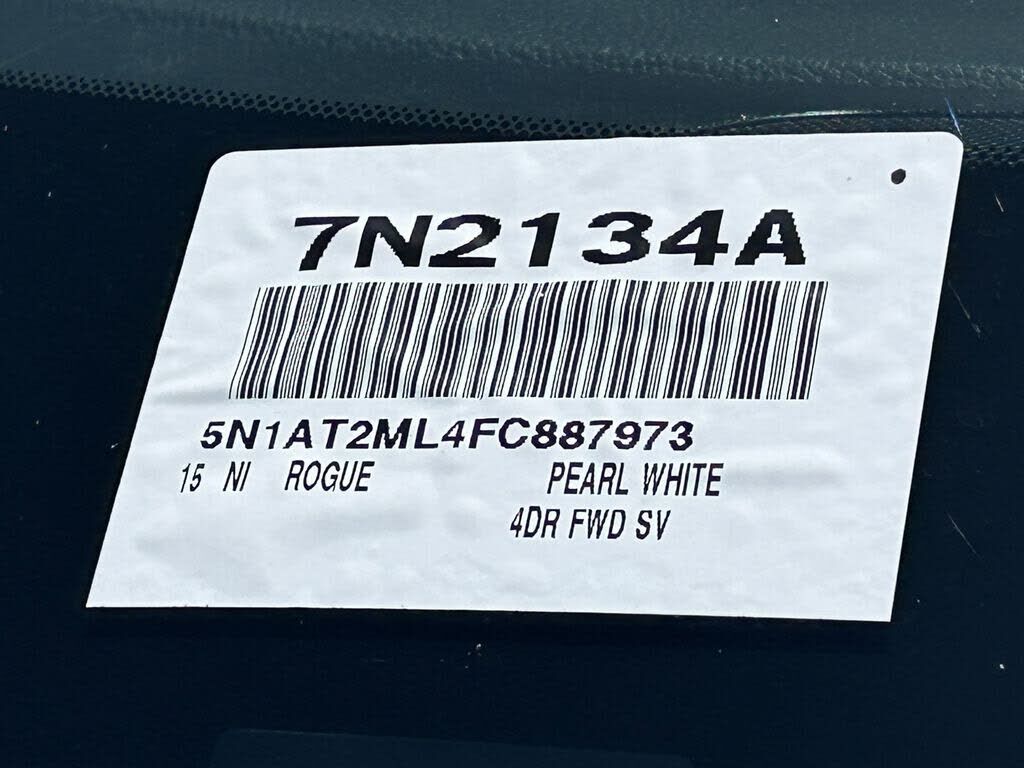 7N2134A
5N1AT2ML4FC887973
15 NI ROGUE PEARL WHITE
4DR FWD SV